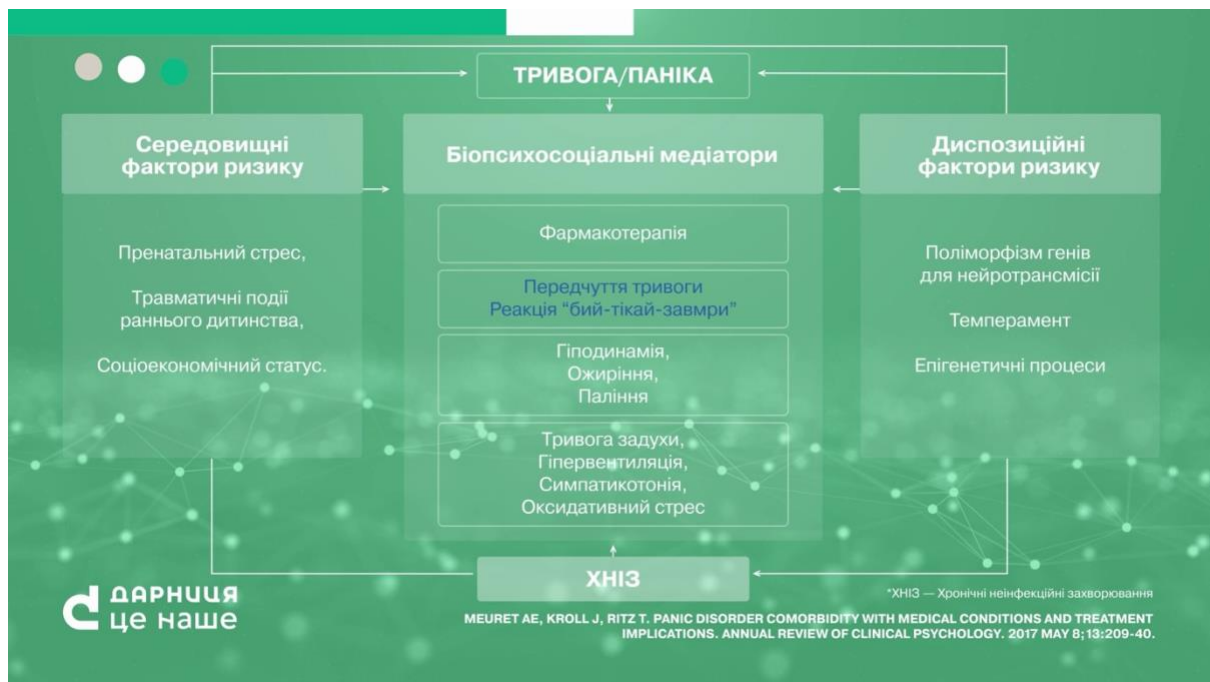 ТРИВОГА/ПАНІКА
Середовищні
фактори ризику
Пренатальний стрес,
Травматичні події
раннього дитинства,
Соціоекономічний статус.
Біопсихосоціальні медіатори
Фармакотерапія
Передчуття тривоги
Реакція “бий-тікай-завмри”
Гіподинамія,
Ожиріння,
Паління
Тривога задухи,
Гіпервентиляція,
Симпатикотонія,
Оксидативний стрес
Диспозиційні
фактори ризику
Поліморфізм генів
для нейротрансмісії
Темперамент
Епігенетичні процеси
ХНІЗ
ДАРНИЦЯ
це наше
*ХНІЗ — Хронічні неінфекційні захворювання
MEURET AE, KROLL J, RITZ T. PANIC DISORDER COMORBIDITY WITH MEDICAL CONDITIONS AND TREATMENT
IMPLICATIONS. ANNUAL REVIEW OF CLINICAL PSYCHOLOGY. 2017 MAY 8;13:209-40.